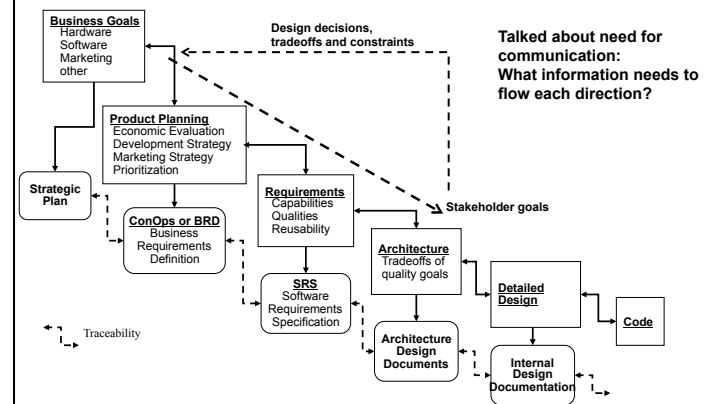 Business Goals
Hardware
Software
Marketing
other
Design decisions,
tradeoffs and constraints
Talked about need for
communication:
What information needs to
flow each direction?
Product Planning
Economic Evaluation
Development Strategy
Marketing Strategy
Prioritization
Strategic
Plan
Requirements
Capabilities
Qualities
Reusability
Stakeholder goals
ConOps or BRD
Business
Requirements
Definition
Architecture
Tradeoffs of
quality goals
SRS
Software
Requirements
Specification
Detailed
Design
Code
Traceability
Architecture
Design
Documents
Internal
Design
Documentation